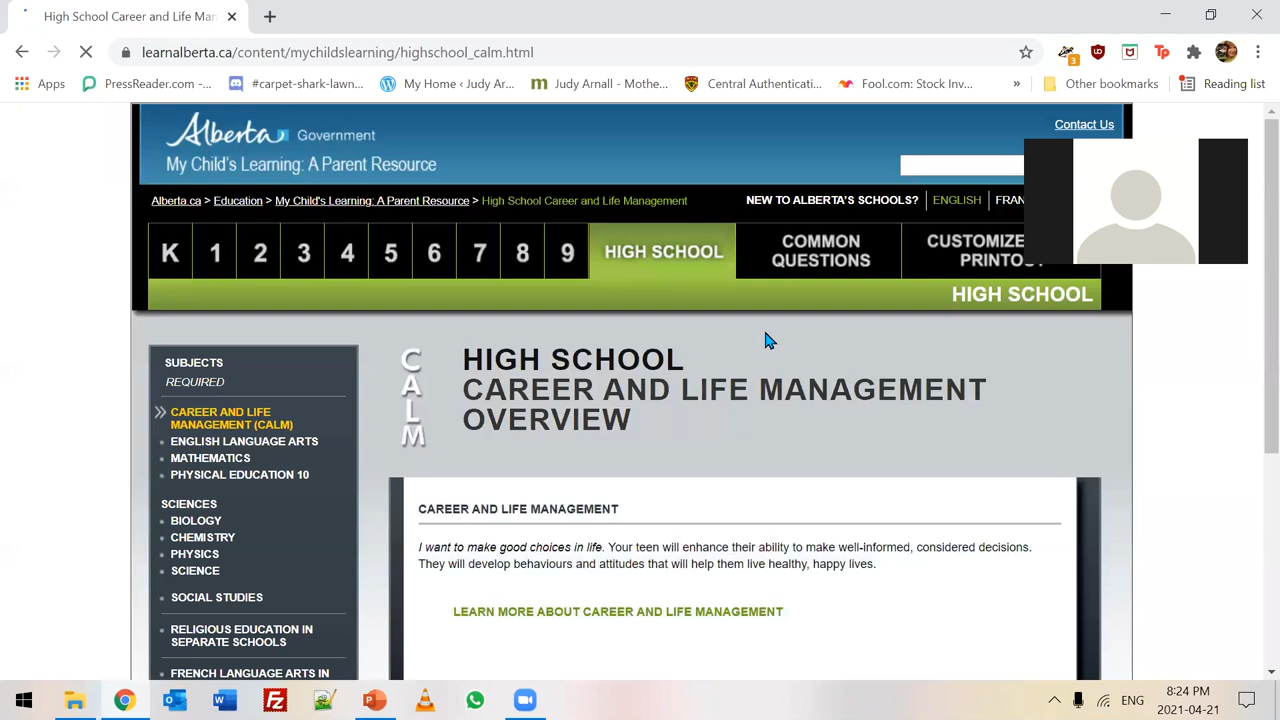 High School Career and Life Man
learnalberta.ca/content/mychildslearning/highschool_calm.html
3
Apps
PressReader.com -...
#carpet-shark-lawn...
My Home ‹ Judy Arn...
Judy Arnall - Mothe...
Central Authenticati...
Fool.com: Stock Inv...
»
Other bookmarks
Reading list
Alberta Government
Contact Us
My Child's Learning: A Parent Resource
Alberta.ca > Education > My Child's Learning: A Parent Resource > High School Career and Life Management
NEW TO ALBERTA'S SCHOOLS? ENGLISH FRAN
K 1 2 3 4 5 6 7 8 9 HIGH SCHOOL
COMMON QUESTIONS
CUSTOMIZE
PRINTO
HIGH SCHOOL
SUBJECTS
REQUIRED
CAREER AND LIFE
MANAGEMENT (CALM)
ENGLISH LANGUAGE ARTS
MATHEMATICS
PHYSICAL EDUCATION 10
SCIENCES
BIOLOGY
CHEMISTRY
PHYSICS
SCIENCE
SOCIAL STUDIES
RELIGIOUS EDUCATION IN
SEPARATE SCHOOLS
FRENCH LANGUAGE ARTS IN
CALM
HIGH SCHOOL
CAREER AND LIFE MANAGEMENT
OVERVIEW
CAREER AND LIFE MANAGEMENT
I want to make good choices in life. Your teen will enhance their ability to make well-informed, considered decisions.
They will develop behaviours and attitudes that will help them live healthy, happy lives.
LEARN MORE ABOUT CAREER AND LIFE MANAGEMENT
ENG
8:24 PM
2021-04-21